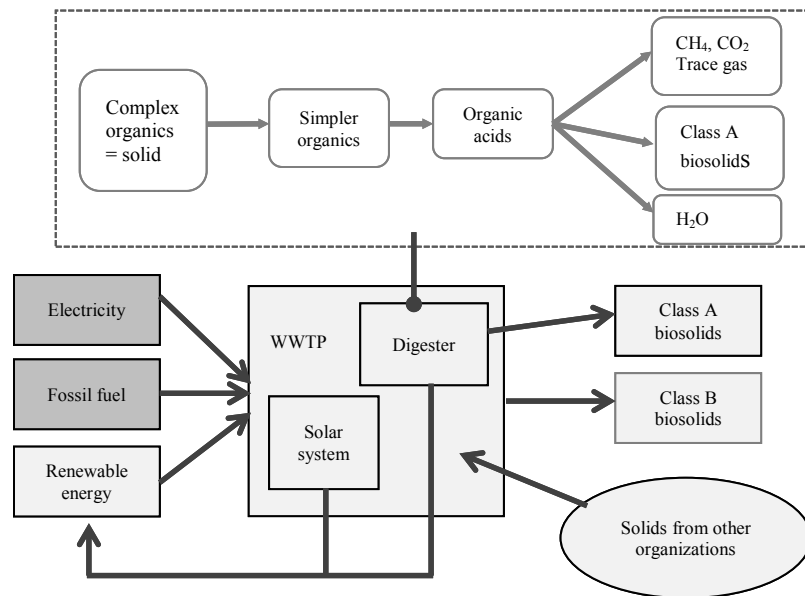 Complex
organics
= solid
Simpler
organics
Organic
acids
CH₄, CO₂
Trace gas
Class A
biosolidS
H₂O
Electricity
Fossil fuel
Renewable
energy
WWTP
Digester
Solar
system
Class A
biosolids
Class B
biosolids
Solids from other
organizations